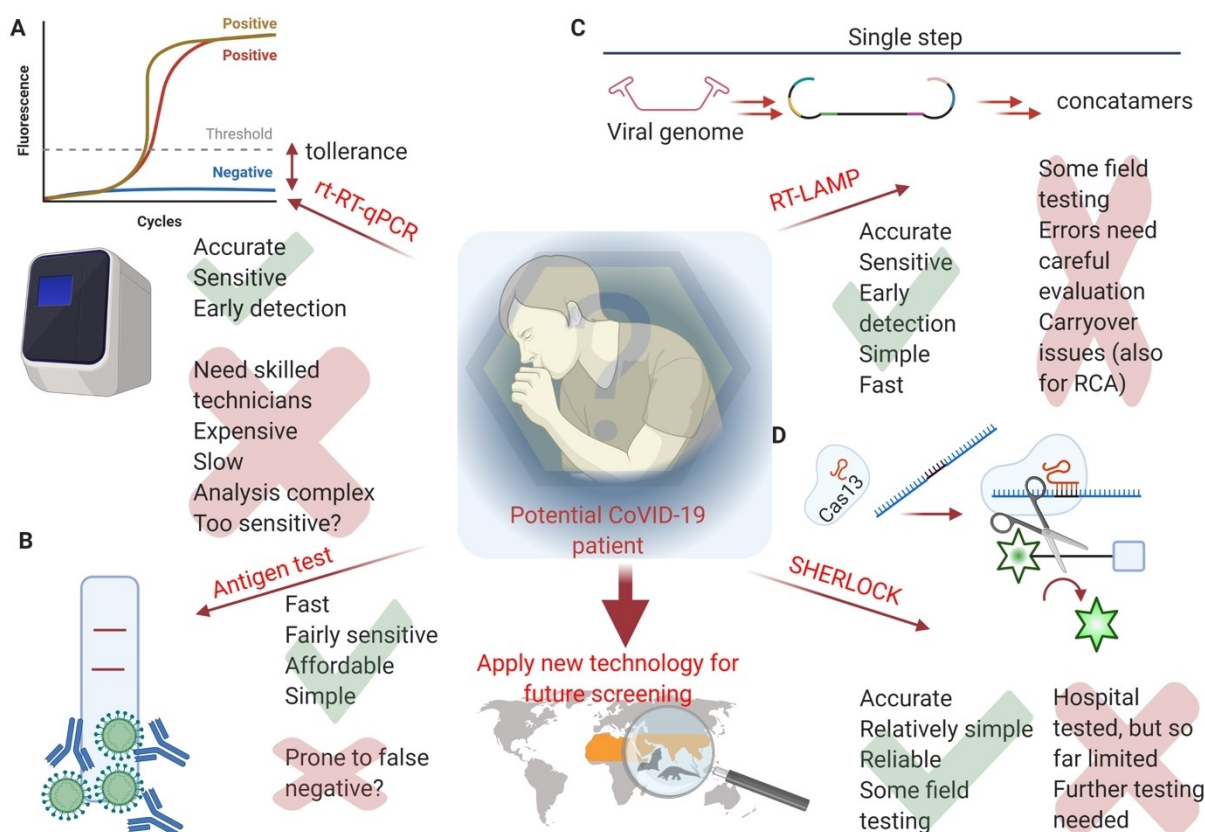 A
Positive
Positive
Fluorescence
Threshold
tollerance
Negative
Cycles
rt-RT-qPCR
Accurate
Sensitive
Early detection
Need skilled
technicians
Expensive
Slow
Analysis complex
Too sensitive?
B
Antigen test
Fast
Fairly sensitive
Affordable
Simple
Prone to false
negative?
Potential CoVID-19
patient
?
Apply new technology for
future screening
C
Single step
Viral genome
concatamers
RT-LAMP
Accurate
Sensitive
Early
detection
Simple
Fast
Some field
testing
Errors need
careful
evaluation
Carryover
issues (also
for RCA)
D
Cas13
SHERLOCK
Accurate
Relatively simple
Reliable
Some field
testing
Hospital
tested, but so
far limited
Further testing
needed